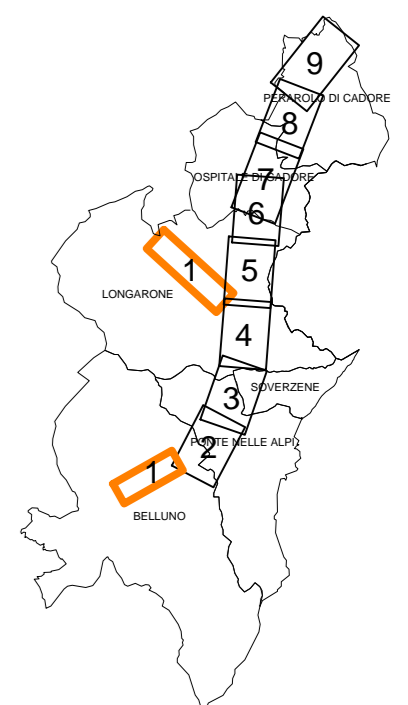 9
PERAROLO DI CADORE
8
OSPITALE DI CADORE
7
6
1
5
LONGARONE
4
SOVERZENE
3
PONTE NELLE ALPI
2
1
BELLUNO